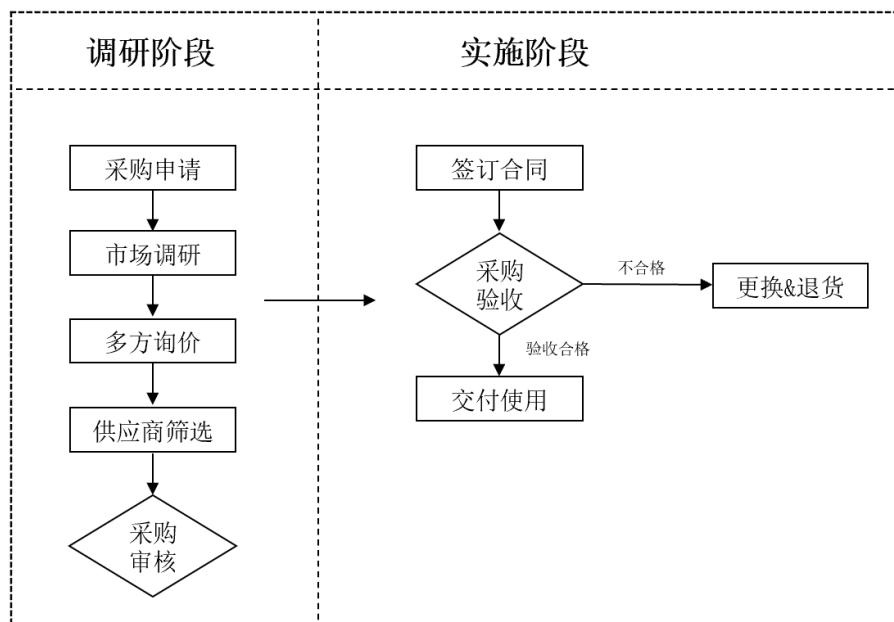 调研阶段
实施阶段
采购申请
市场调研
多方询价
供应商筛选
采购
审核
签订合同
采购
验收
不合格
更换&退货
验收合格
交付使用